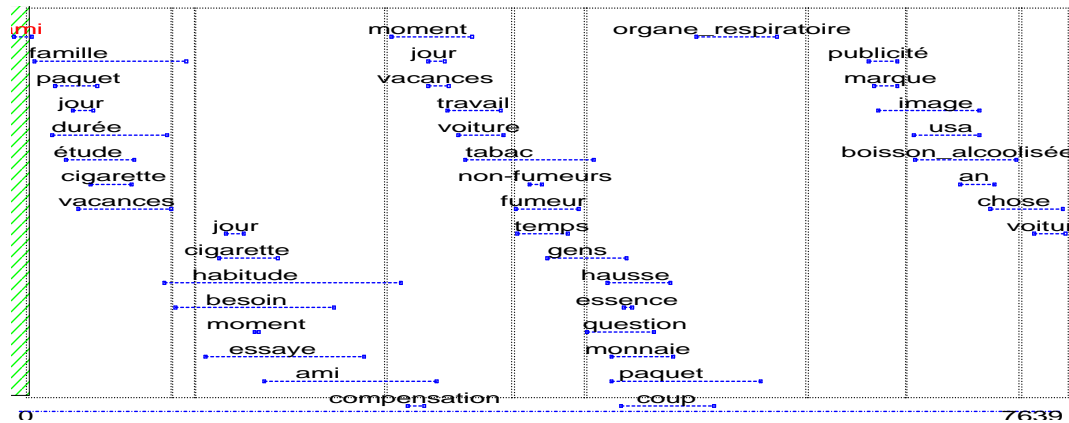 mi moment organe_respiratoire
famille jour publicité
paquet vacances marque
jour travail image
durée voiture usa
étude tabac boisson_alcoolisée
cigarette non-fumeurs an
vacances fumeur chose
jour temps voitu
cigarette gens
habitude hausse
besoin essence
moment question
essaye monnaie
ami paquet
compensation coup
0 7639